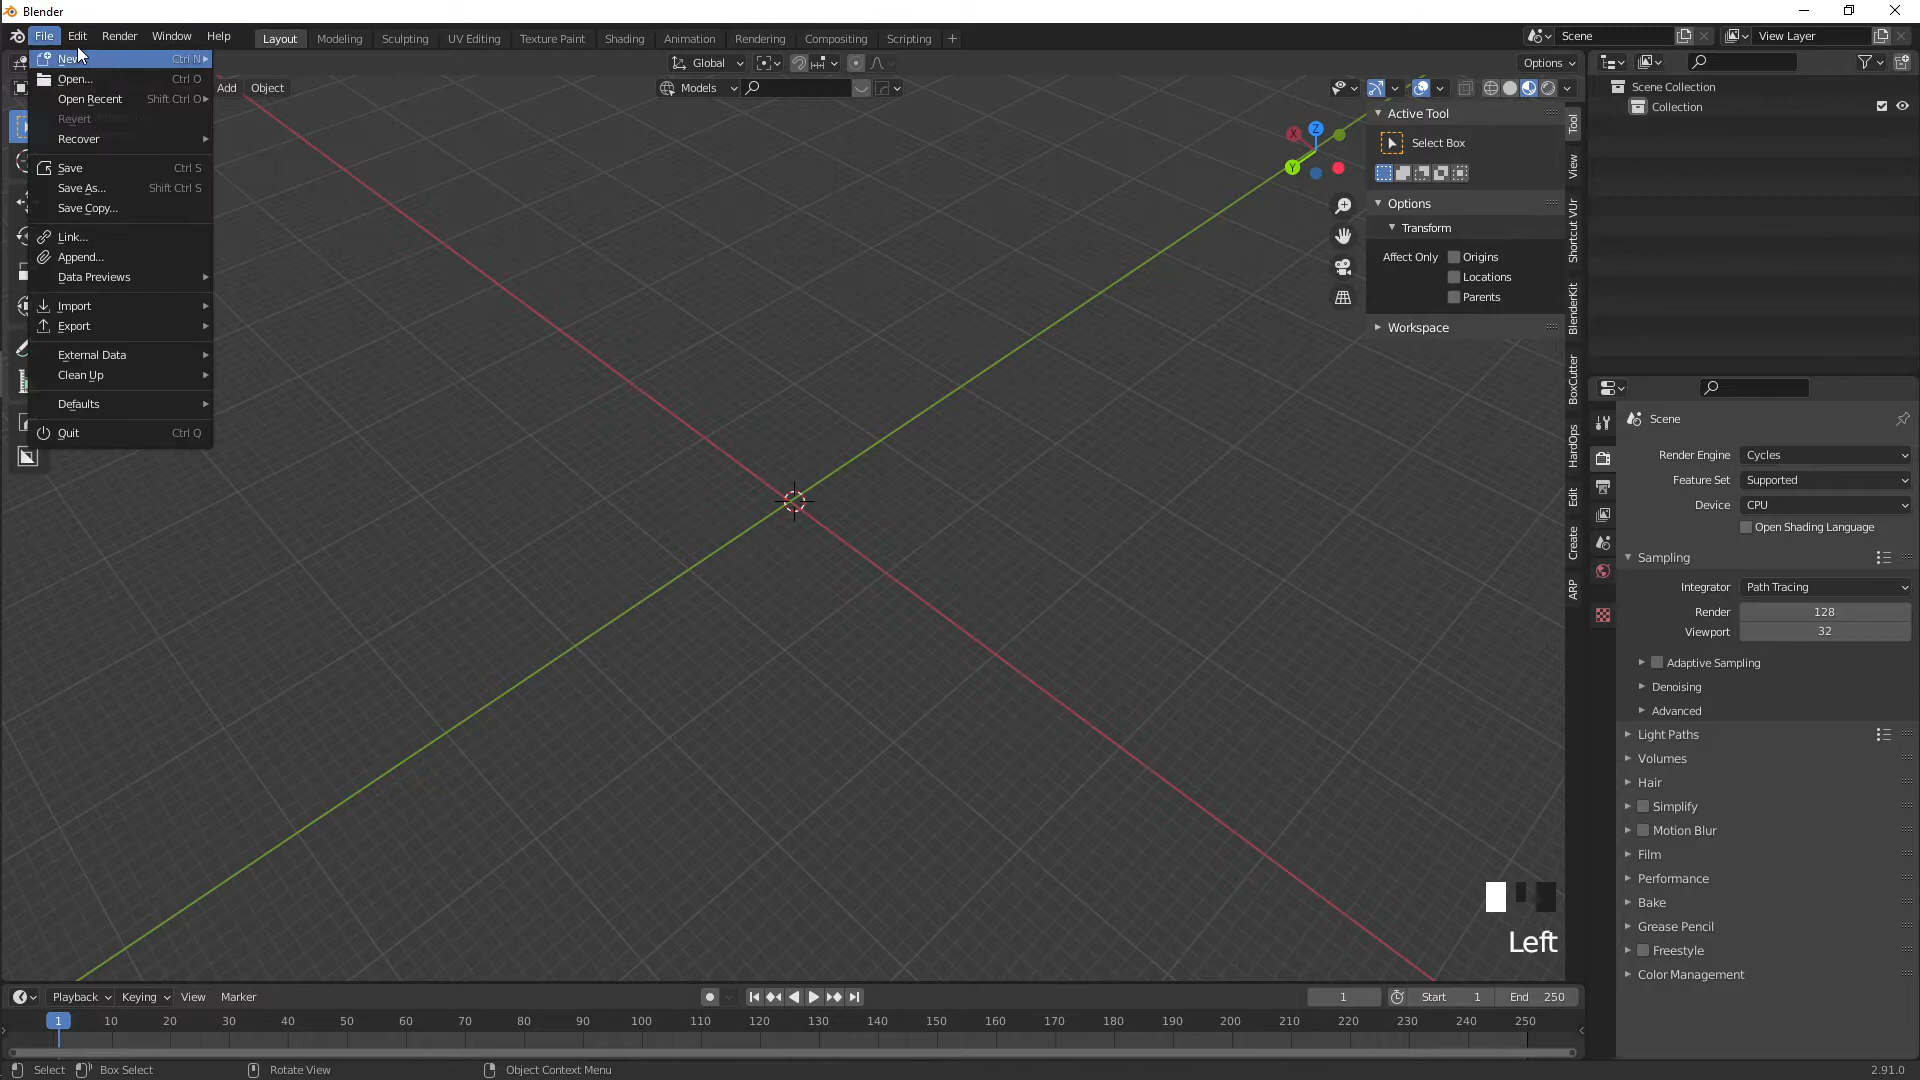 Blender
File Edit Render Window Help
Layout Modeling Sculpting UV Editing Texture Paint Shading Animation Rendering Compositing Scripting +
Scene
View Layer
Global
Options
Add Object
Models
New Ctrl N
Open... Ctrl O
Open Recent Shift Ctrl O
Revert
Recover
Save Ctrl S
Save As... Shift Ctrl S
Save Copy...
Link...
Append...
Data Previews
Import
Export
External Data
Clean Up
Defaults
Quit Ctrl Q
X
Z
Y
Active Tool
Select Box
Options
Transform
Affect Only Origins
Locations
Parents
Workspace
Tool
View
Shortcut VUr
BlenderKit
BoxCutter
HardOps
Edit
Create
ARP
Scene Collection
Collection
Scene
Render Engine Cycles
Feature Set Supported
Device CPU
Open Shading Language
Sampling
Integrator Path Tracing
Render 128
Viewport 32
Adaptive Sampling
Denoising
Advanced
Light Paths
Volumes
Hair
Simplify
Motion Blur
Film
Performance
Bake
Grease Pencil
Freestyle
Color Management
Left
Playback Keying View Marker
1
Start 1 End 250
1 10 20 30 40 50 60 70 80 90 100 110 120 130 140 150 160 170 180 190 200 210 220 230 240 250
Select Box Select Rotate View Object Context Menu
2.91.0